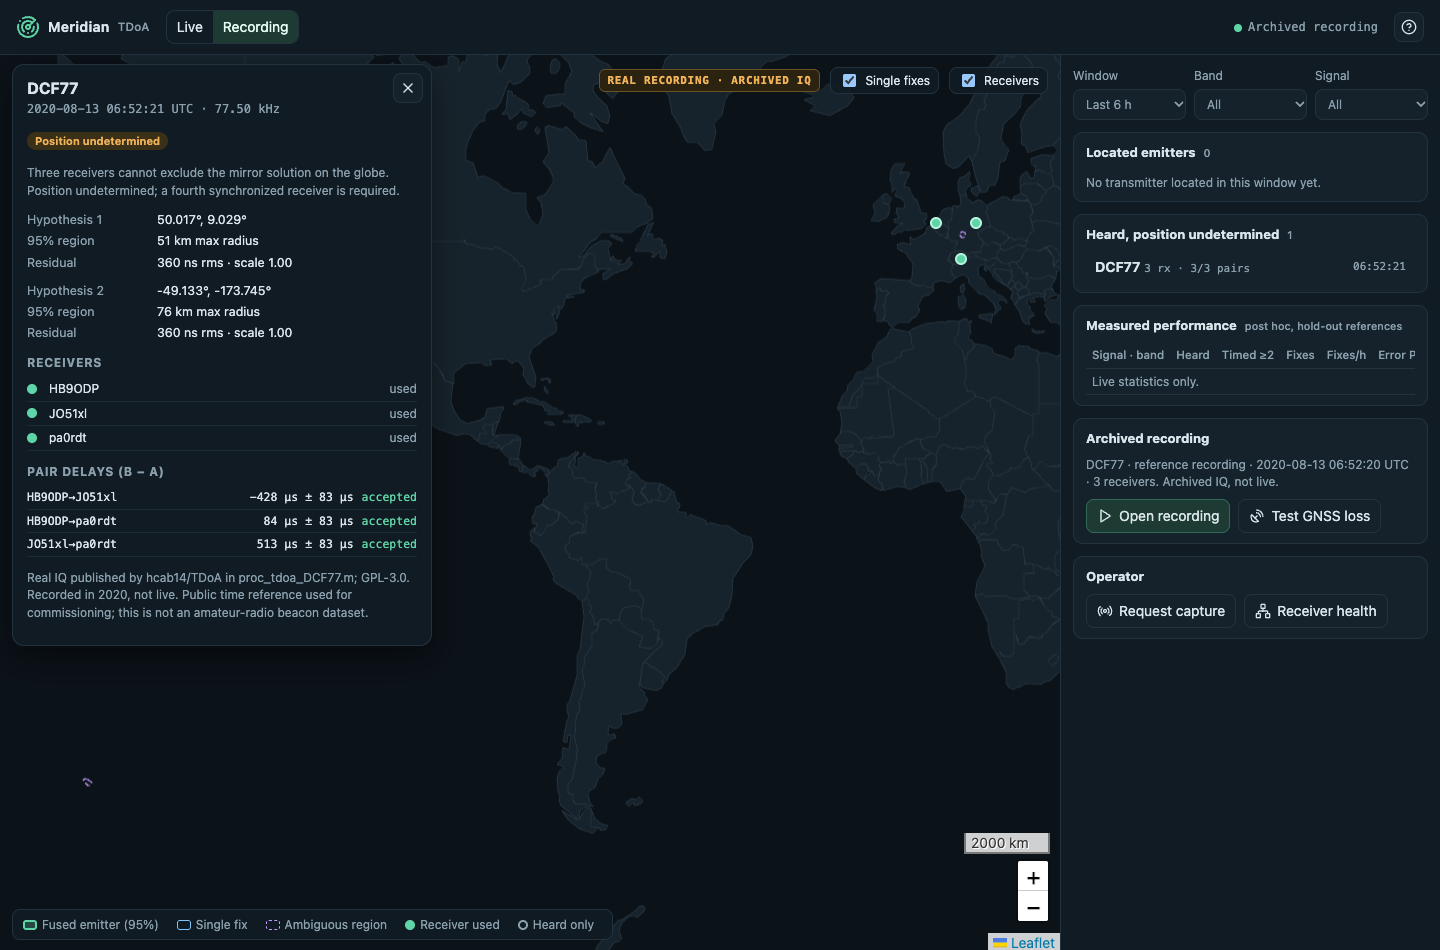 Meridian TDoA Live Recording
Archived recording
DCF77
2020-08-13 06:52:21 UTC · 77.50 kHz
Position undetermined
Three receivers cannot exclude the mirror solution on the globe.
Position undetermined; a fourth synchronized receiver is required.
Hypothesis 1 50.017°, 9.029°
95% region 51 km max radius
Residual 360 ns rms · scale 1.00
Hypothesis 2 -49.133°, -173.745°
95% region 76 km max radius
Residual 360 ns rms · scale 1.00
RECEIVERS
HB9ODP used
JO51xl used
pa0rdt used
PAIR DELAYS (B − A)
HB9ODP→JO51xl −428 µs ± 83 µs accepted
HB9ODP→pa0rdt 84 µs ± 83 µs accepted
JO51xl→pa0rdt 513 µs ± 83 µs accepted
Real IQ published by hcab14/TDoA in proc_tdoa_DCF77.m; GPL-3.0.
Recorded in 2020, not live. Public time reference used for
commissioning; this is not an amateur-radio beacon dataset.
REAL RECORDING · ARCHIVED IQ
Single fixes
Receivers
2000 km
+
−
Leaflet
Fused emitter (95%) Single fix Ambiguous region Receiver used Heard only
Window Band Signal
Last 6 h All All
Located emitters 0
No transmitter located in this window yet.
Heard, position undetermined 1
DCF77 3 rx · 3/3 pairs 06:52:21
Measured performance post hoc, hold-out references
Signal · band Heard Timed ≥2 Fixes Fixes/h Error P
Live statistics only.
Archived recording
DCF77 · reference recording · 2020-08-13 06:52:20 UTC
· 3 receivers. Archived IQ, not live.
Open recording Test GNSS loss
Operator
Request capture Receiver health